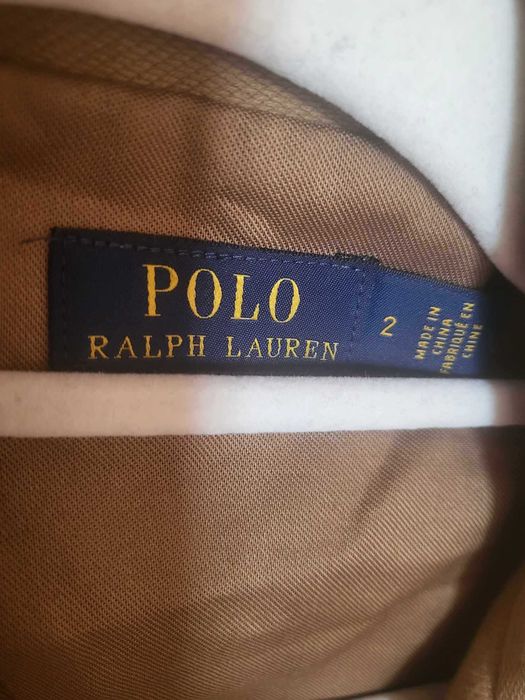 POLO
RALPH LAUREN
2
MADE IN
CHINA
FABRIQUÉ EN
CHINE